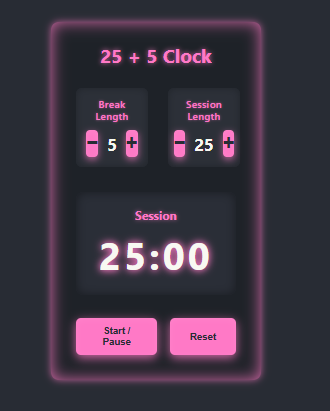 25 + 5 Clock
Break
Length
− 5 +
Session
Length
− 25 +
Session
25:00
Start /
Pause
Reset